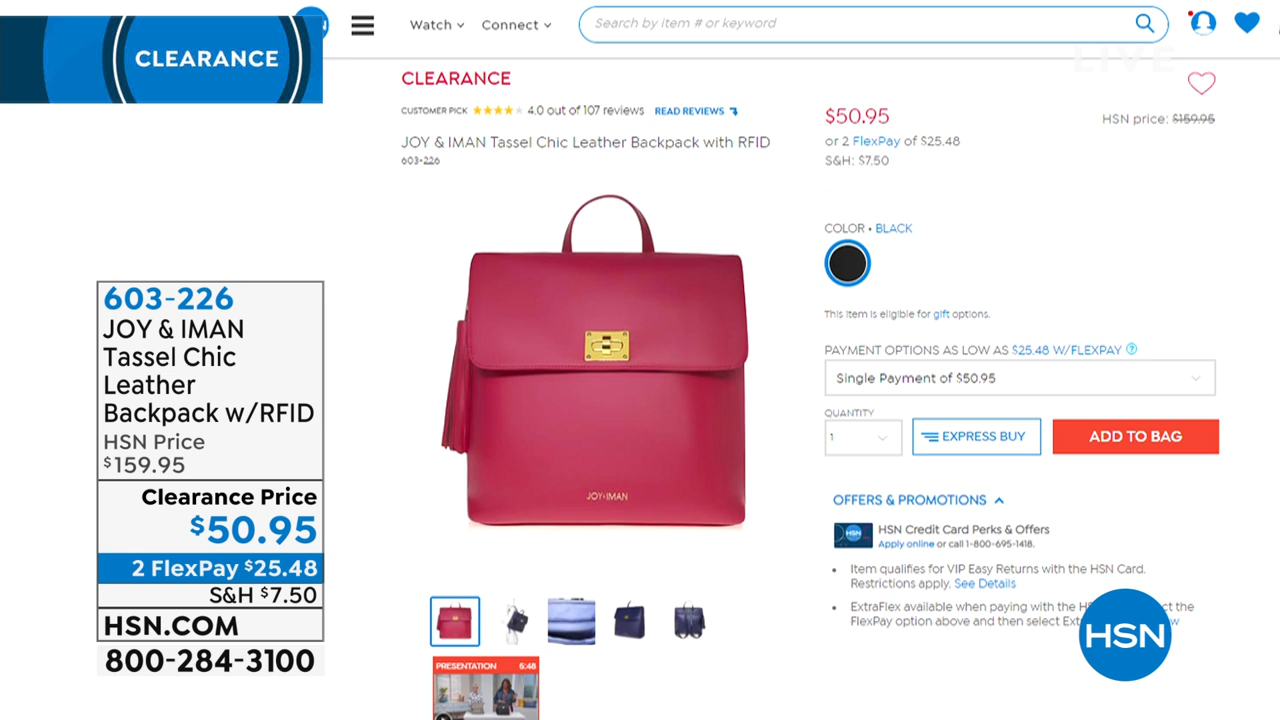 CLEARANCE
Watch
Connect
Search by item # or keyword
LIVE
CLEARANCE
CUSTOMER PICK
4.0 out of 107 reviews
READ REVIEWS
JOY & IMAN Tassel Chic Leather Backpack with RFID
603-226
JOY•IMAN
PRESENTATION 5:48
$50.95
HSN price: $159.95
or 2 FlexPay of $25.48
S&H: $7.50
COLOR • BLACK
This item is eligible for gift options.
PAYMENT OPTIONS AS LOW AS $25.48 W/FLEXPAY ?
Single Payment of $50.95
QUANTITY
1
EXPRESS BUY
ADD TO BAG
OFFERS & PROMOTIONS
HSN
HSN Credit Card Perks & Offers
Apply online or call 1-800-695-1418.
• Item qualifies for VIP Easy Returns with the HSN Card.
Restrictions apply. See Details
• ExtraFlex available when paying with the the
FlexPay option above and then select
HSN
603-226
JOY & IMAN
Tassel Chic
Leather
Backpack w/RFID
HSN Price
$159.95
Clearance Price
$50.95
2 FlexPay $25.48
S&H $7.50
HSN.COM
800-284-3100